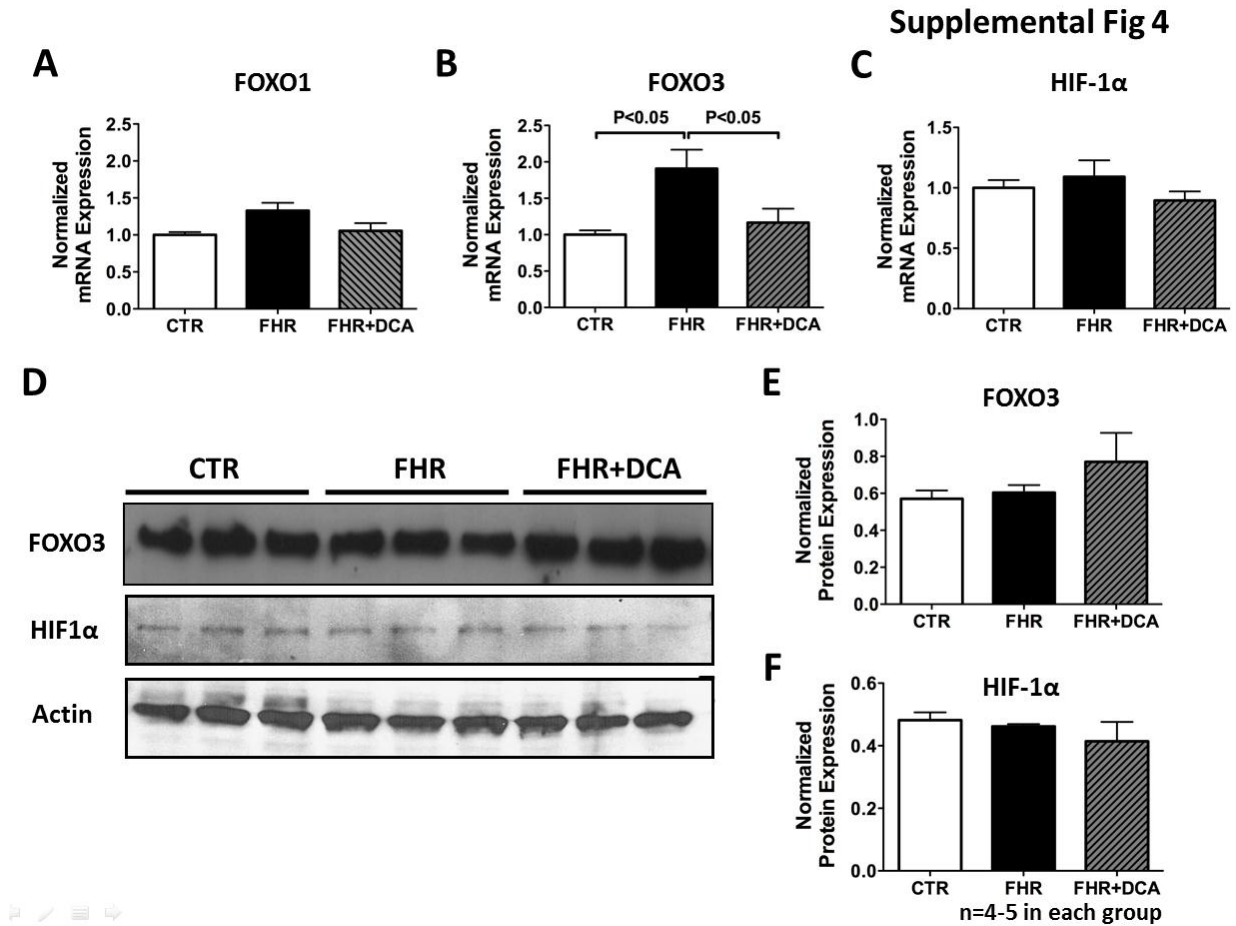 Supplemental Fig 4
A
FOXO1
Normalized
mRNA Expression
2.5
2.0
1.5
1.0
0.5
0.0
CTR FHR FHR+DCA
B
FOXO3
P<0.05 P<0.05
Normalized
mRNA Expression
2.5
2.0
1.5
1.0
0.5
0.0
CTR FHR FHR+DCA
C
HIF-1α
Normalized
mRNA Expression
1.5
1.0
0.5
0.0
CTR FHR FHR+DCA
D
CTR FHR FHR+DCA
FOXO3
HIF1α
Actin
E
FOXO3
Normalized
Protein Expression
1.0
0.8
0.6
0.4
0.2
0.0
CTR FHR FHR+DCA
F
HIF-1α
Normalized
Protein Expression
0.6
0.4
0.2
0.0
CTR FHR FHR+DCA
n=4-5 in each group